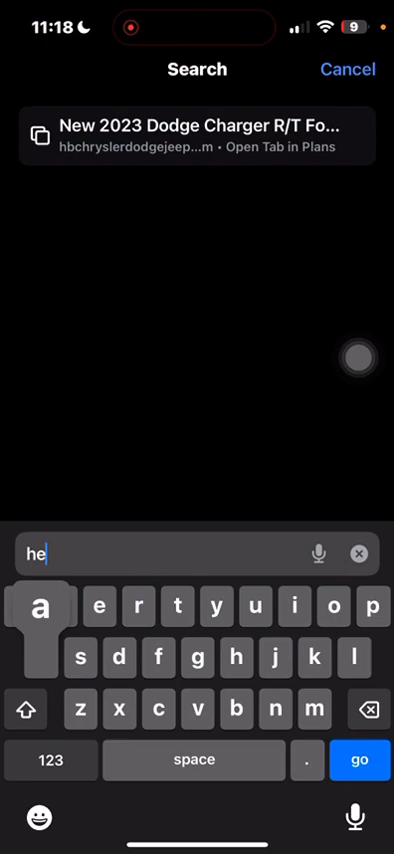 11:18
9
Search
Cancel
New 2023 Dodge Charger R/T Fo...
hbchryslerdodgejeep...m • Open Tab in Plans
he
a e r t y u i o p
s d f g h j k l
z x c v b n m
123 space . go